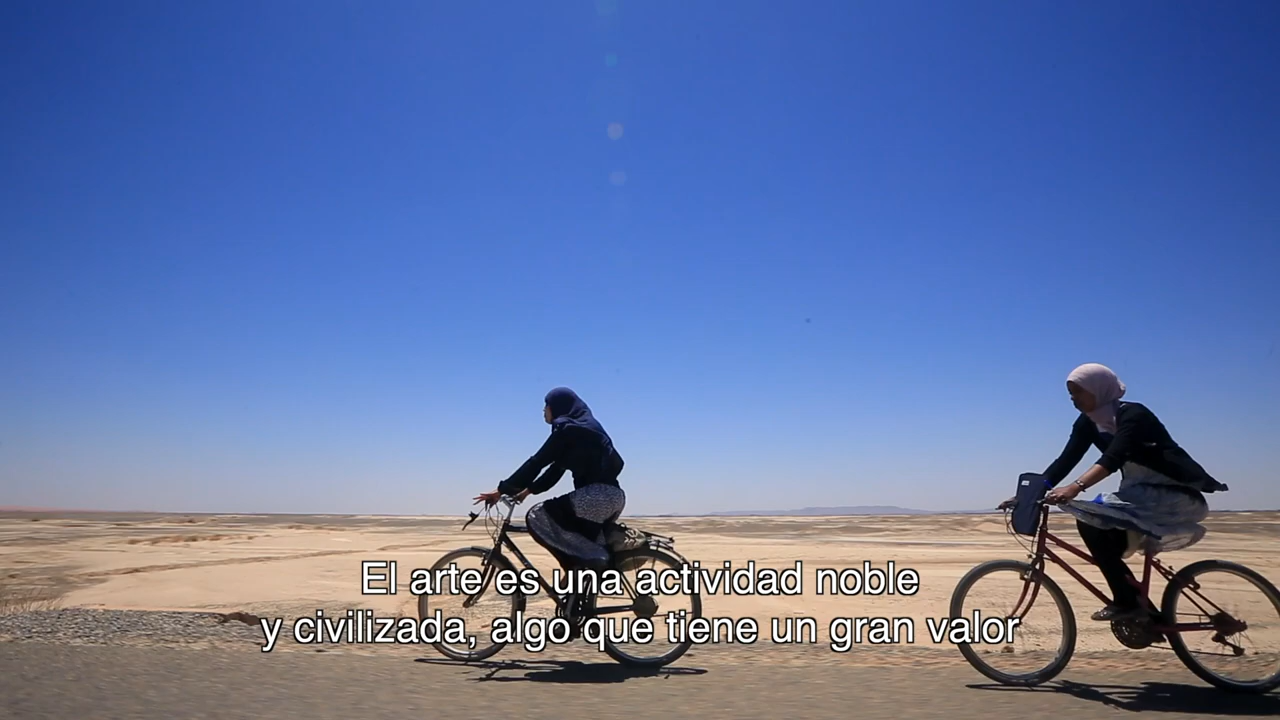 El arte es una actividad noble
y civilizada, algo que tiene un gran valor